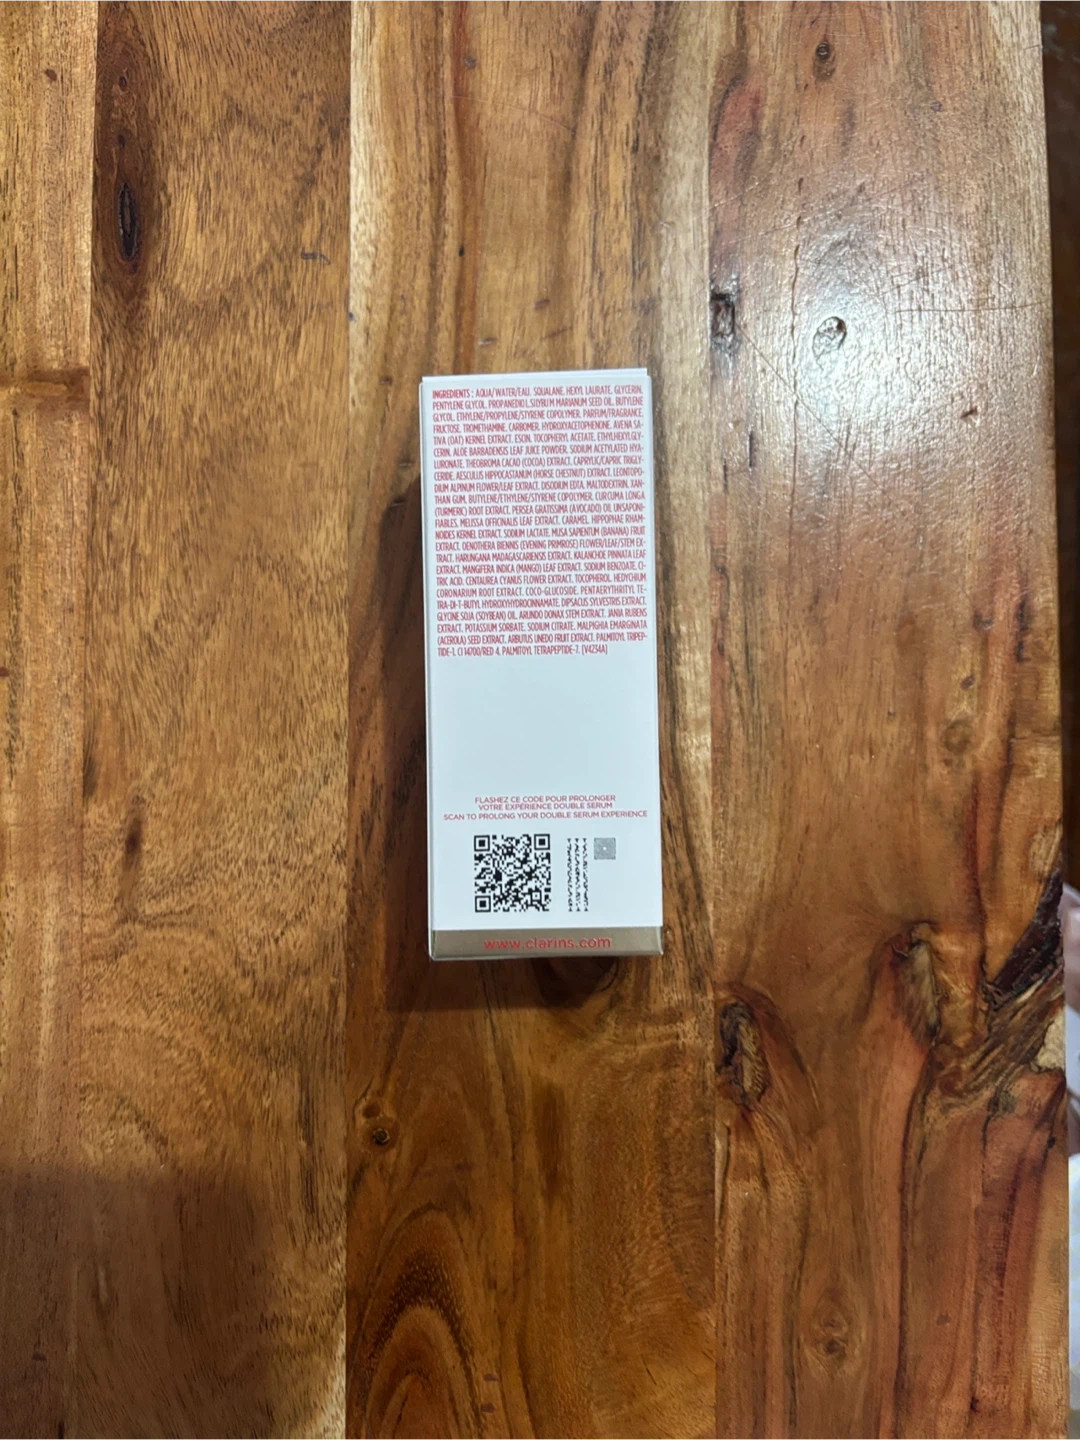 INGREDIENTS : AQUA/WATER/EAU, SQUALANE, HEXYL LAURATE, GLYCERIN,
PENTYLENE GLYCOL, PROPANEDIOL, SILYBUM MARIANUM SEED OIL, BUTYLENE
GLYCOL, ETHYLENE/PROPYLENE/STYRENE COPOLYMER, PARFUM/FRAGRANCE,
FRUCTOSE, TROMETHAMINE, CARBOMER, HYDROXYACETOPHENONE, AVENA SA-
TIVA (OAT) KERNEL EXTRACT, ESCIN, TOCOPHERYL ACETATE, ETHYLHEXYLGLY-
CERIN, ALOE BARBADENSIS LEAF JUICE POWDER, SODIUM ACETYLATED HYA-
LURONATE, THEOBROMA CACAO (COCOA) EXTRACT, CAPRYLIC/CAPRIC TRIGLY-
CERIDE, AESCULUS HIPPOCASTANUM (HORSE CHESTNUT) EXTRACT, LEONTOPO-
DIUM ALPINUM FLOWER/LEAF EXTRACT, DISODIUM EDTA, MALTODEXTRIN, XAN-
THAN GUM, BUTYLENE/ETHYLENE/STYRENE COPOLYMER, CURCUMA LONGA
(TURMERIC) ROOT EXTRACT, PERSEA GRATISSIMA (AVOCADO) OIL UNSAPONI-
FIABLES, MELISSA OFFICINALIS LEAF EXTRACT, CARAMEL, HIPPOPHAE RHAM-
NOIDES KERNEL EXTRACT, SODIUM LACTATE, MUSA SAPIENTUM (BANANA) FRUIT
EXTRACT, OENOTHERA BIENNIS (EVENING PRIMROSE) FLOWER/LEAF/STEM EX-
TRACT, HARUNGANA MADAGASCARIENSIS EXTRACT, KALANCHOE PINNATA LEAF
EXTRACT, MANGIFERA INDICA (MANGO) LEAF EXTRACT, SODIUM BENZOATE, CI-
TRIC ACID, CENTAUREA CYANUS FLOWER EXTRACT, TOCOPHEROL, HEDYCHIUM
CORONARIUM ROOT EXTRACT, COCO-GLUCOSIDE, PENTAERYTHRITYL TE-
TRA-DI-T-BUTYL HYDROXYHYDROCINNAMATE, DIPSACUS SYLVESTRIS EXTRACT,
GLYCINE SOJA (SOYBEAN) OIL, ARUNDO DONAX STEM EXTRACT, JANIA RUBENS
EXTRACT, POTASSIUM SORBATE, SODIUM CITRATE, MALPIGHIA EMARGINATA
(ACEROLA) SEED EXTRACT, ARBUTUS UNEDO FRUIT EXTRACT, PALMITOYL TRIPEP-
TIDE-1, CI 14700/RED 4, PALMITOYL TETRAPEPTIDE-7. [V4234A]
FLASHEZ CE CODE POUR PROLONGER
VOTRE EXPÉRIENCE DOUBLE SERUM
SCAN TO PROLONG YOUR DOUBLE SERUM EXPERIENCE
www.clarins.com